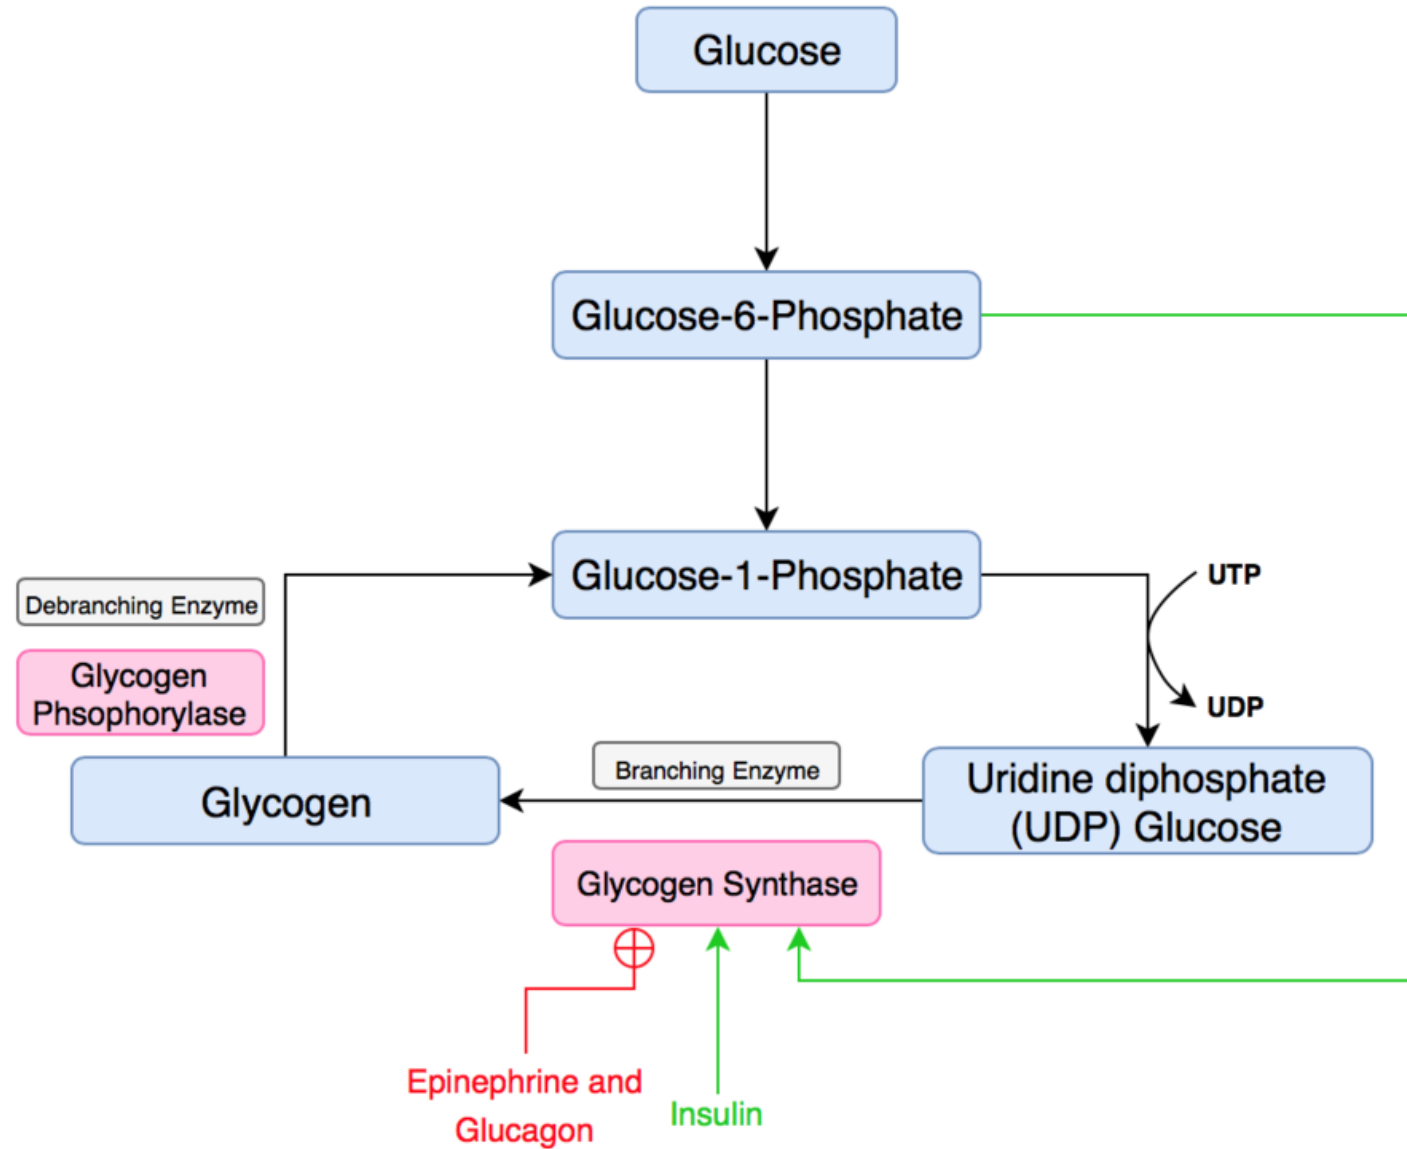 Glucose
Glucose-6-Phosphate
Glucose-1-Phosphate
UTP
Debranching Enzyme
Glycogen
Phsophorylase
UDP
Branching Enzyme
Uridine diphosphate
(UDP) Glucose
Glycogen
Glycogen Synthase
Epinephrine and
Glucagon
Insulin